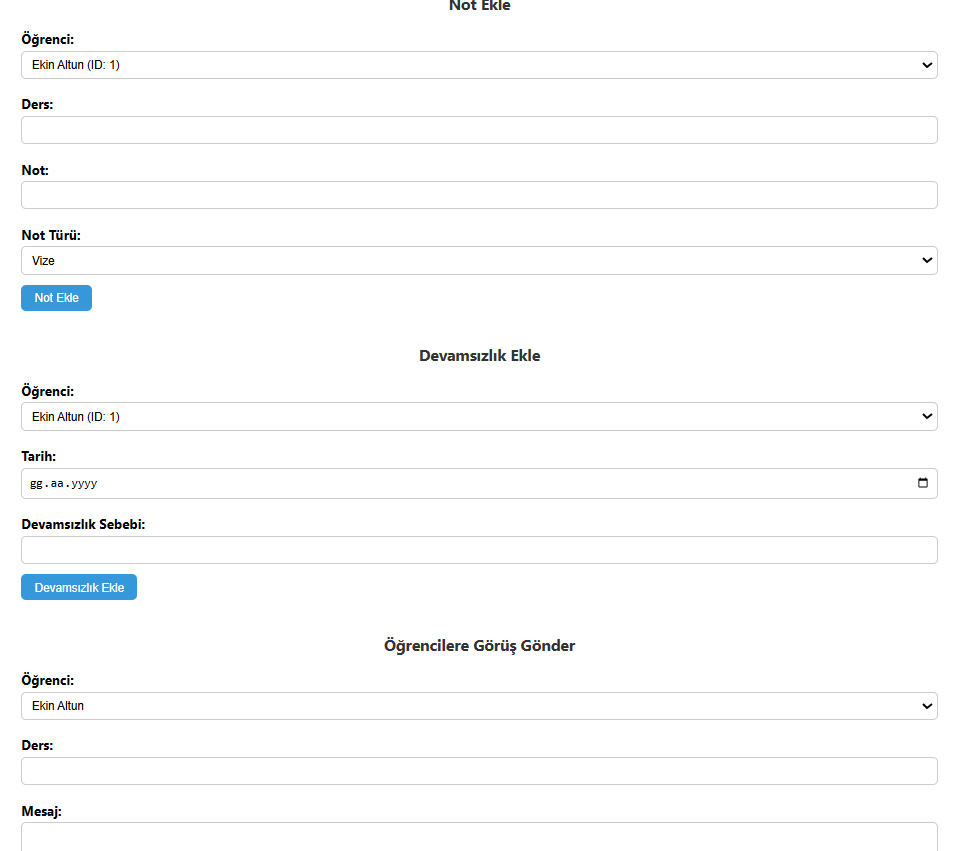 Not Ekle
Öğrenci:
Ekin Altun (ID: 1)
Ders:
Not:
Not Türü:
Vize
Not Ekle
Devamsızlık Ekle
Öğrenci:
Ekin Altun (ID: 1)
Tarih:
gg.aa.yyyy
Devamsızlık Sebebi:
Devamsızlık Ekle
Öğrencilere Görüş Gönder
Öğrenci:
Ekin Altun
Ders:
Mesaj: